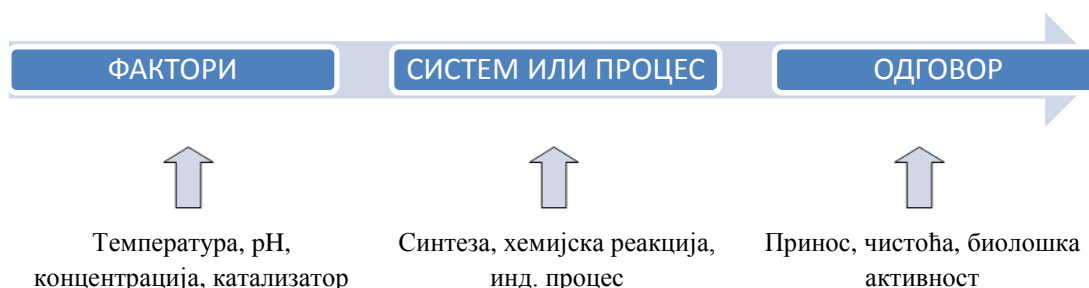 ФАКТОРИ
СИСТЕМ ИЛИ ПРОЦЕС
ОДГОВОР
Температура, pH,
концентрација, катализатор
Синтеза, хемијска реакција,
инд. процес
Принос, чистоћа, биолошка
активност